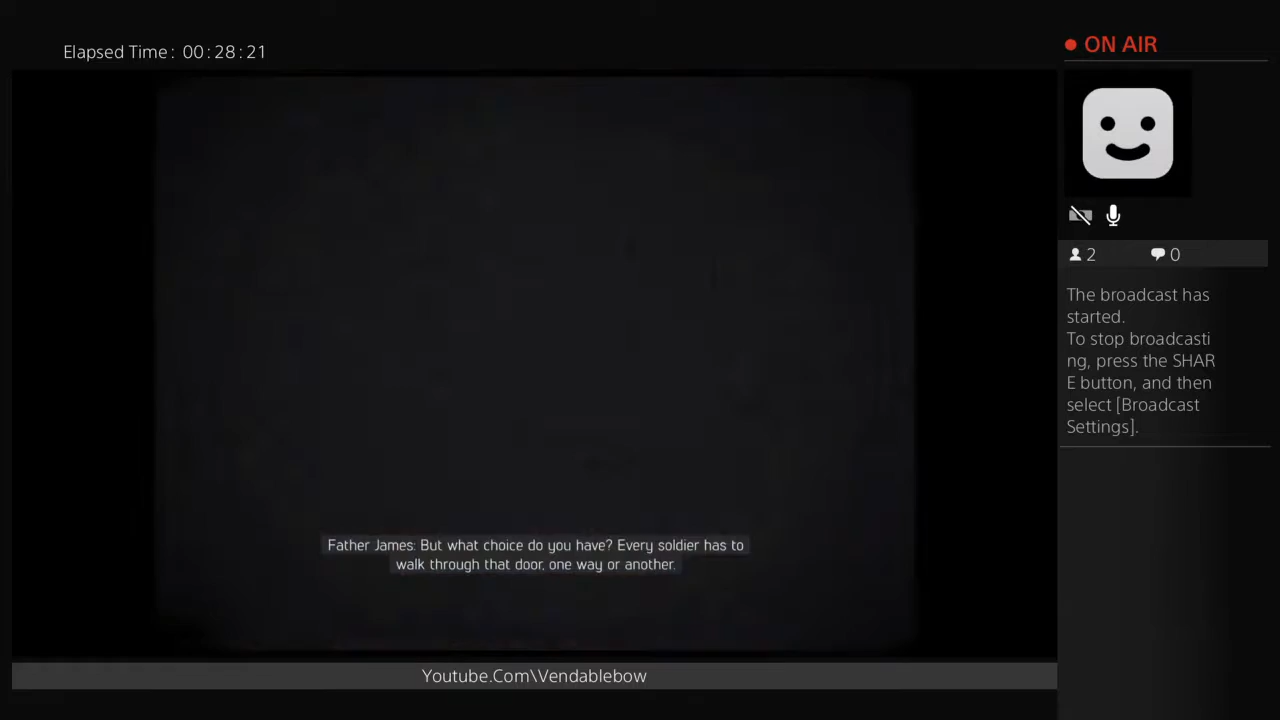 Elapsed Time: 00:28:21
ON AIR
2 0
The broadcast has
started.
To stop broadcasti
ng, press the SHAR
E button, and then
select [Broadcast
Settings].
Father James: But what choice do you have? Every soldier has to
walk through that door, one way or another.
Youtube.Com\Vendablebow